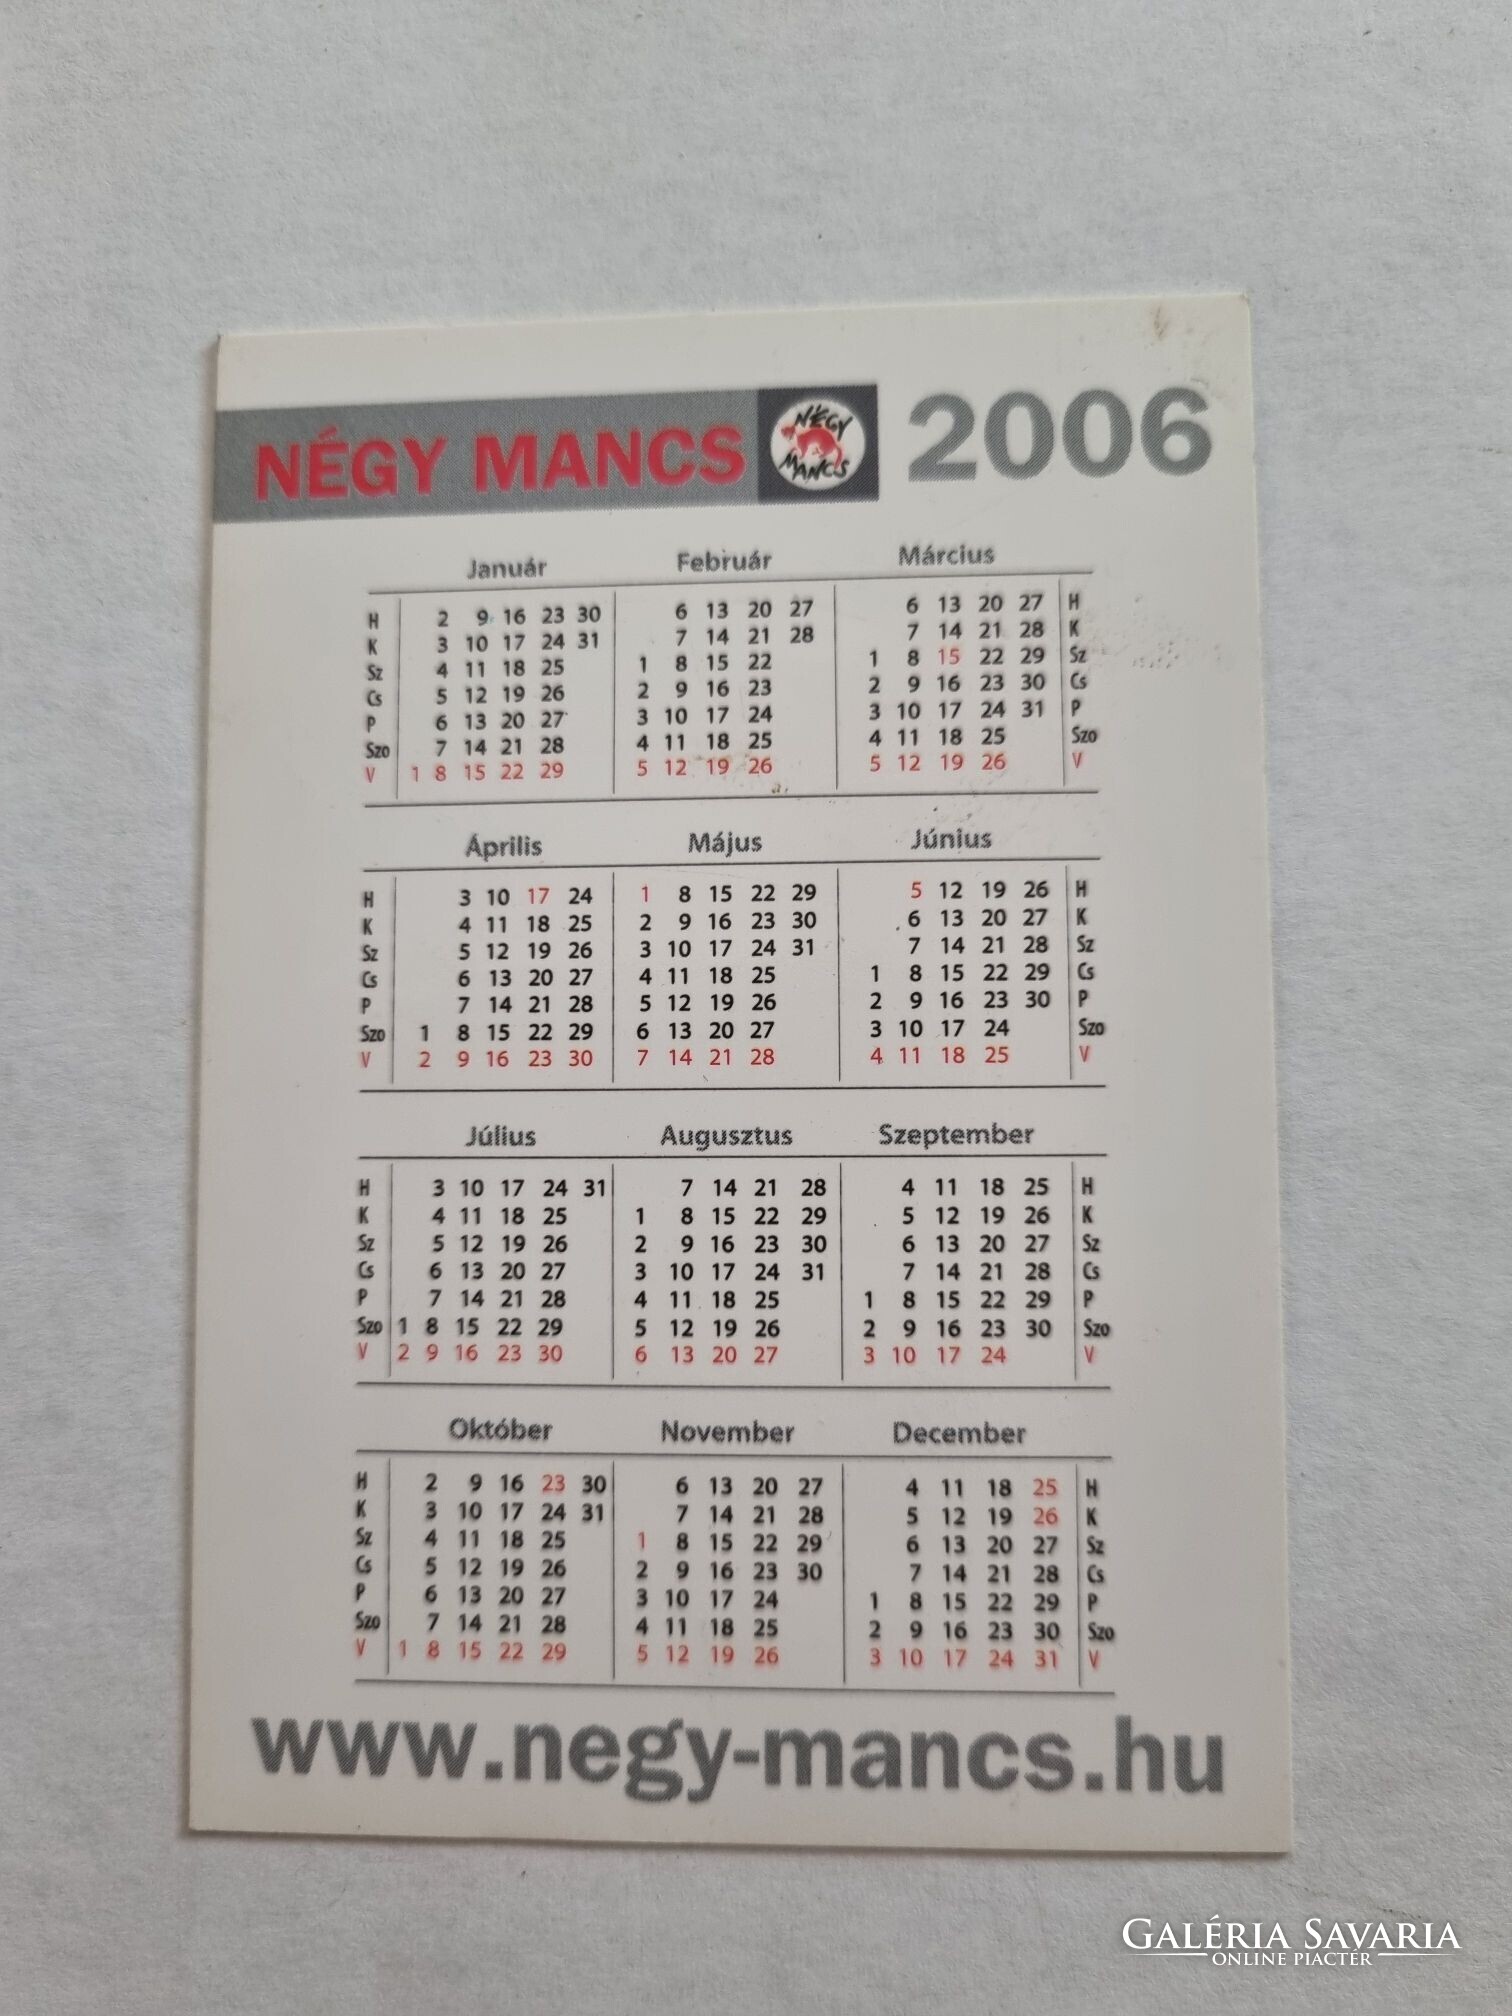 NÉGY MANCS NÉGY MANCS 2006
Január Február Március
H 2 9 16 23 30 6 13 20 27 6 13 20 27 H
K 3 10 17 24 31 7 14 21 28 7 14 21 28 K
Sz 4 11 18 25 1 8 15 22 1 8 15 22 29 Sz
Cs 5 12 19 26 2 9 16 23 2 9 16 23 30 Cs
P 6 13 20 27 3 10 17 24 3 10 17 24 31 P
Szo 7 14 21 28 4 11 18 25 4 11 18 25 Szo
V 1 8 15 22 29 5 12 19 26 5 12 19 26 V
Április Május Június
H 3 10 17 24 1 8 15 22 29 5 12 19 26 H
K 4 11 18 25 2 9 16 23 30 6 13 20 27 K
Sz 5 12 19 26 3 10 17 24 31 7 14 21 28 Sz
Cs 6 13 20 27 4 11 18 25 1 8 15 22 29 Cs
P 7 14 21 28 5 12 19 26 2 9 16 23 30 P
Szo 1 8 15 22 29 6 13 20 27 3 10 17 24 Szo
V 2 9 16 23 30 7 14 21 28 4 11 18 25 V
Július Augusztus Szeptember
H 3 10 17 24 31 7 14 21 28 4 11 18 25 H
K 4 11 18 25 1 8 15 22 29 5 12 19 26 K
Sz 5 12 19 26 2 9 16 23 30 6 13 20 27 Sz
Cs 6 13 20 27 3 10 17 24 31 7 14 21 28 Cs
P 7 14 21 28 4 11 18 25 1 8 15 22 29 P
Szo 1 8 15 22 29 5 12 19 26 2 9 16 23 30 Szo
V 2 9 16 23 30 6 13 20 27 3 10 17 24 V
Október November December
H 2 9 16 23 30 6 13 20 27 4 11 18 25 H
K 3 10 17 24 31 7 14 21 28 5 12 19 26 K
Sz 4 11 18 25 1 8 15 22 29 6 13 20 27 Sz
Cs 5 12 19 26 2 9 16 23 30 7 14 21 28 Cs
P 6 13 20 27 3 10 17 24 1 8 15 22 29 P
Szo 7 14 21 28 4 11 18 25 2 9 16 23 30 Szo
V 1 8 15 22 29 5 12 19 26 3 10 17 24 31 V
www.negy-mancs.hu
GALÉRIA SAVARIA
ONLINE PIACTÉR